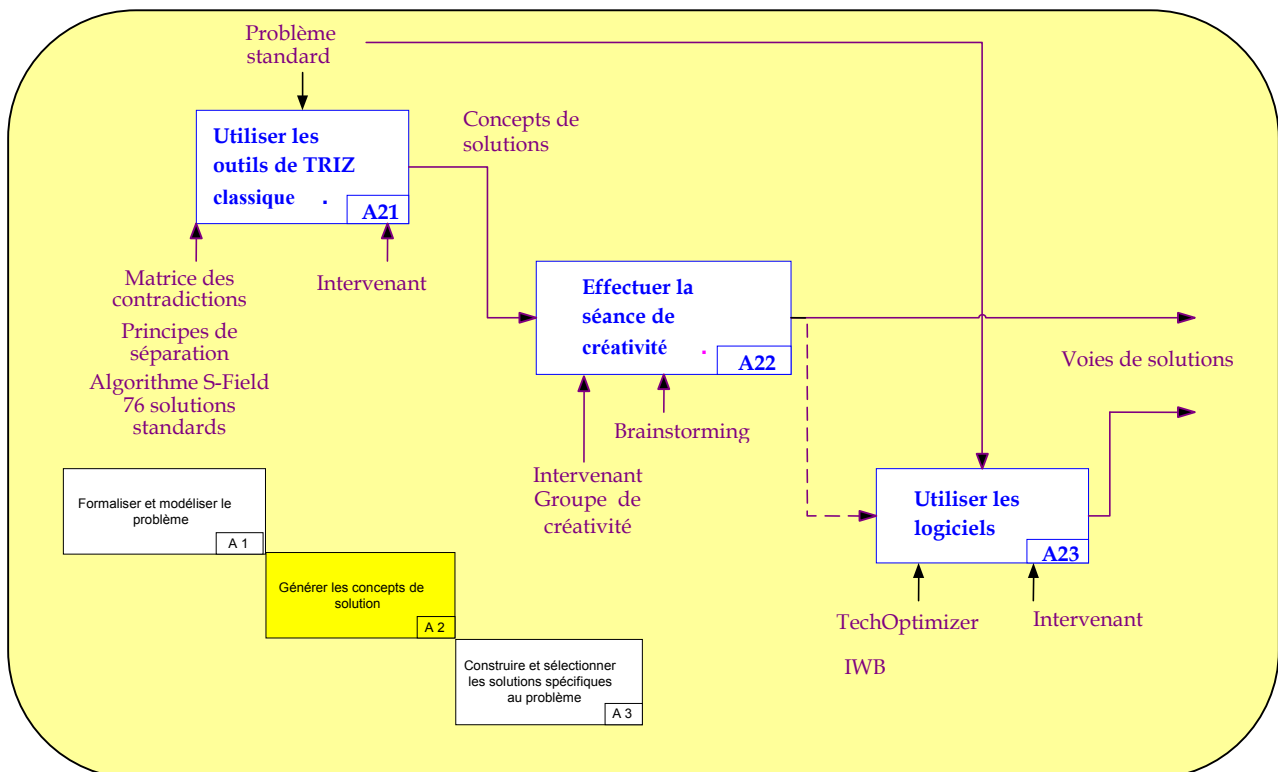 Problème
standard
Utiliser les
outils de TRIZ
classique .
A21
Concepts de
solutions
Matrice des
contradictions
Principes de
séparation
Algorithme S-Field
76 solutions
standards
Intervenant
Effectuer la
séance de
créativité .
A22
Voies de solutions
Brainstorming
Intervenant
Groupe de
créativité
Utiliser les
logiciels
A23
TechOptimizer
IWB
Intervenant
Formaliser et modéliser le
problème
A 1
Générer les concepts de
solution
A 2
Construire et sélectionner
les solutions spécifiques
au problème
A 3